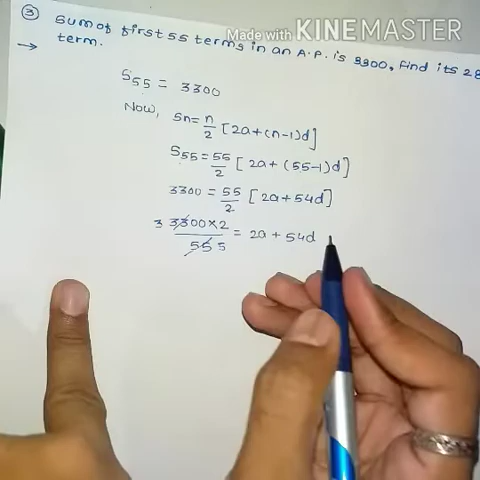 Made with KINEMASTER
③ Sum of first 55 terms in an A.P. is 3300, find its 28
→ term.
S₅₅ = 3300
Now, Sn = n/2 [2a+(n-1)d]
S₅₅ = 55/2 [2a + (55-1)d]
3300 = 55/2 [2a+54d]
3 3300×2 / 55 5 = 2a + 54d